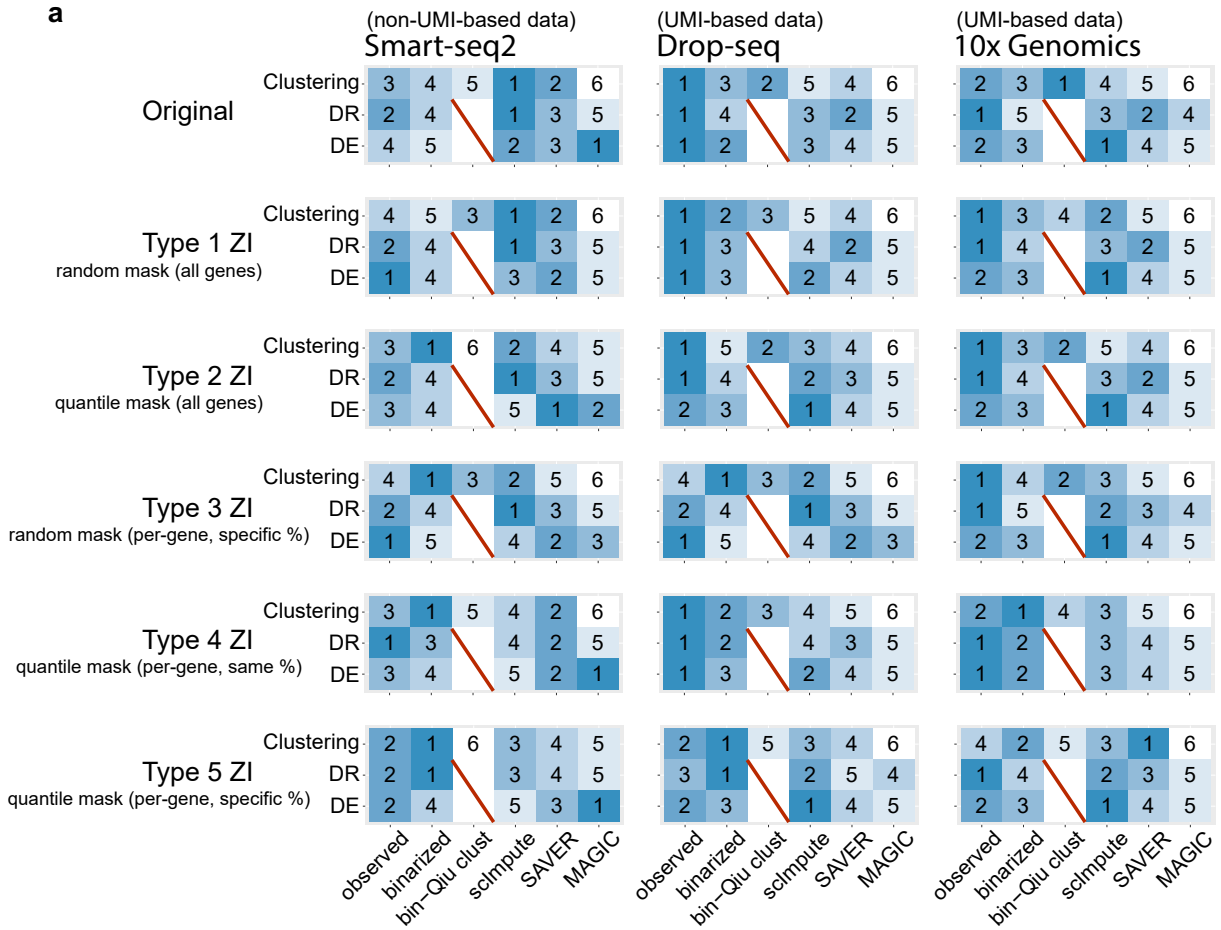 a
(non-UMI-based data) (UMI-based data) (UMI-based data)
Smart-seq2 Drop-seq 10x Genomics
Original
Clustering 3 4 5 1 2 6 1 3 2 5 4 6 2 3 1 4 5 6
DR 2 4 1 3 5 1 4 3 2 5 1 5 3 2 4
DE 4 5 2 3 1 1 2 3 4 5 2 3 1 4 5
Type 1 ZI
random mask (all genes)
Clustering 4 5 3 1 2 6 1 2 3 5 4 6 1 3 4 2 5 6
DR 2 4 1 3 5 1 3 4 2 5 1 4 3 2 5
DE 1 4 3 2 5 1 3 2 4 5 2 3 1 4 5
Type 2 ZI
quantile mask (all genes)
Clustering 3 1 6 2 4 5 1 5 2 3 4 6 1 3 2 5 4 6
DR 2 4 1 3 5 1 4 2 3 5 1 4 3 2 5
DE 3 4 5 1 2 2 3 1 4 5 2 3 1 4 5
Type 3 ZI
random mask (per-gene, specific %)
Clustering 4 1 3 2 5 6 4 1 3 2 5 6 1 4 2 3 5 6
DR 2 4 1 3 5 2 4 1 3 5 1 5 2 3 4
DE 1 5 4 2 3 1 5 4 2 3 2 3 1 4 5
Type 4 ZI
quantile mask (per-gene, same %)
Clustering 3 1 5 4 2 6 1 2 3 4 5 6 2 1 4 3 5 6
DR 1 3 4 2 5 1 2 4 3 5 1 2 3 4 5
DE 3 4 5 2 1 1 3 2 4 5 1 2 3 4 5
Type 5 ZI
quantile mask (per-gene, specific %)
Clustering 2 1 6 3 4 5 2 1 5 3 4 6 4 2 5 3 1 6
DR 2 1 3 4 5 3 1 2 5 4 1 4 2 3 5
DE 2 4 5 3 1 2 3 1 4 5 2 3 1 4 5
observed binarized bin-Qiu clust scImpute SAVER MAGIC observed binarized bin-Qiu clust scImpute SAVER MAGIC observed binarized bin-Qiu clust scImpute SAVER MAGIC